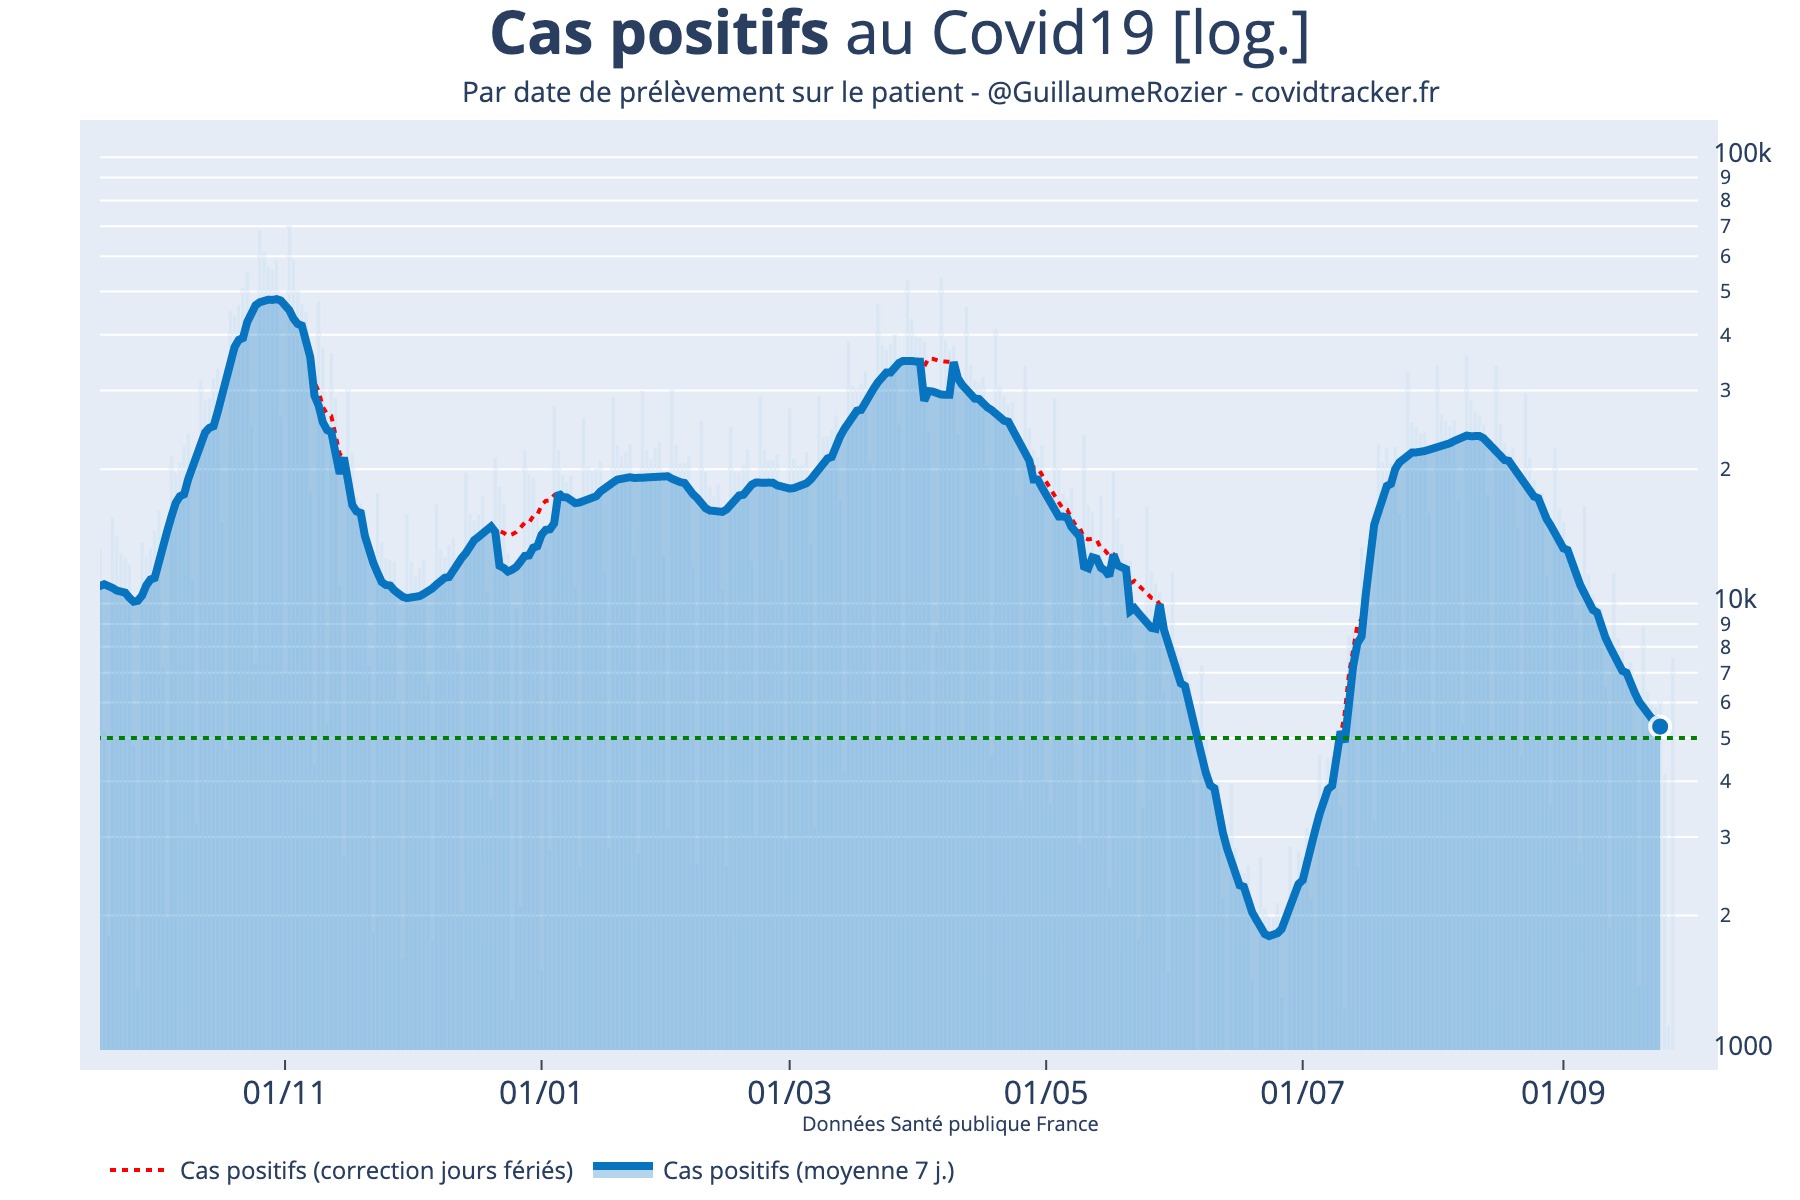 Cas positifs au Covid19 [log.]
Par date de prélèvement sur le patient - @GuillaumeRozier - covidtracker.fr
100k
9
8
7
6
5
4
3
2
10k
9
8
7
6
5
4
3
2
1000
01/11 01/01 01/03 01/05 01/07 01/09
Données Santé publique France
Cas positifs (correction jours fériés) Cas positifs (moyenne 7 j.)